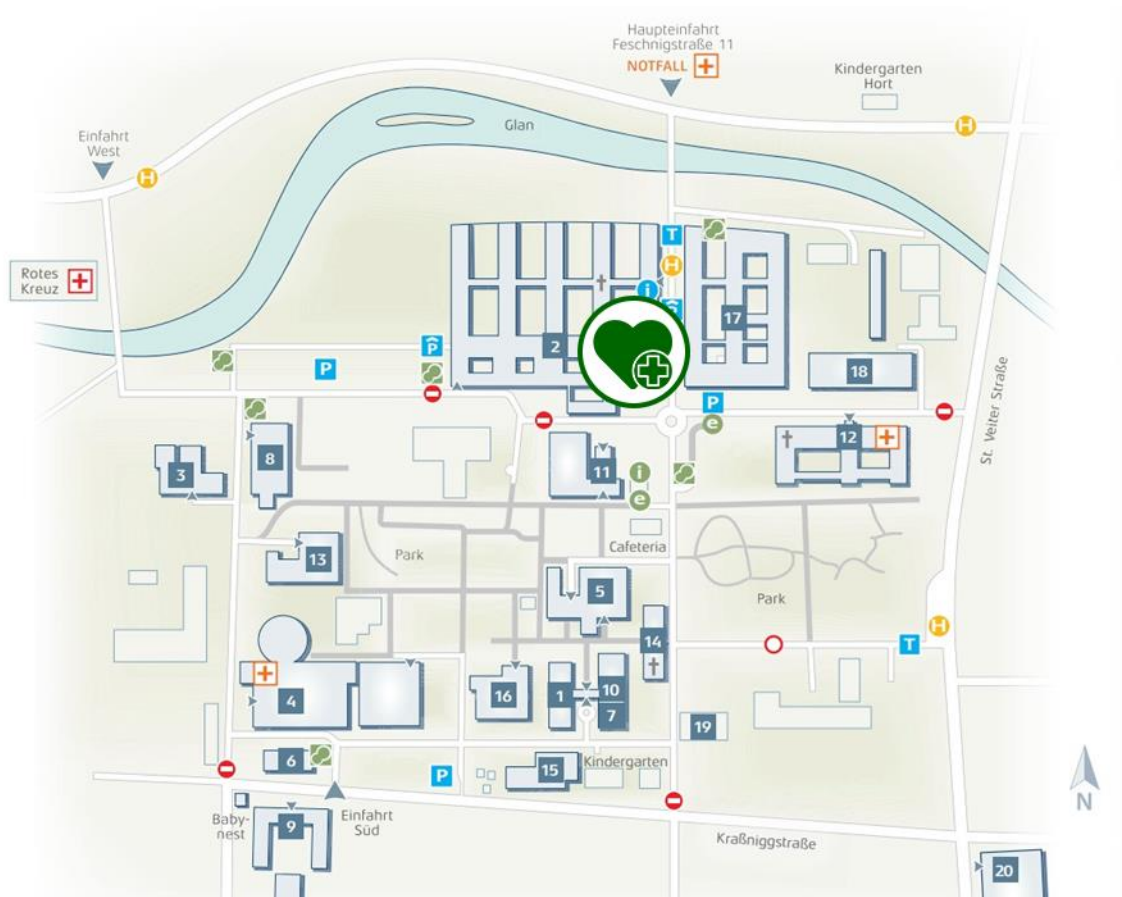 Haupteinfahrt
Feschnigstraße 11
NOTFALL
Kindergarten
Hort
H
Glan
Einfahrt
West
H
T
H
Rotes
Kreuz
i
17
2
P
P
18
St. Veiter Straße
P
e
12
8
3
11
i
e
Cafeteria
Park
13
5
Park
14
H
T
4
16
1
10
7
19
6
Kindergarten
15
P
N
Baby-
nest
Einfahrt
Süd
9
Kraßniggstraße
20